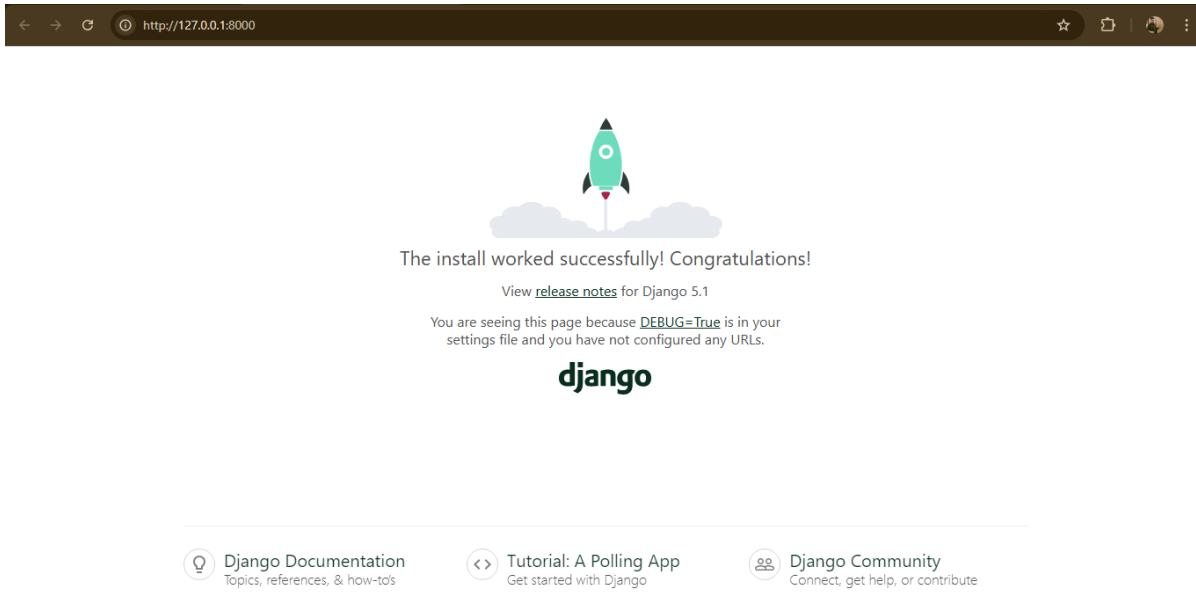 http://127.0.0.1:8000
The install worked successfully! Congratulations!
View release notes for Django 5.1
You are seeing this page because DEBUG=True is in your
settings file and you have not configured any URLs.
django
Django Documentation
Topics, references, & how-to's
Tutorial: A Polling App
Get started with Django
Django Community
Connect, get help, or contribute